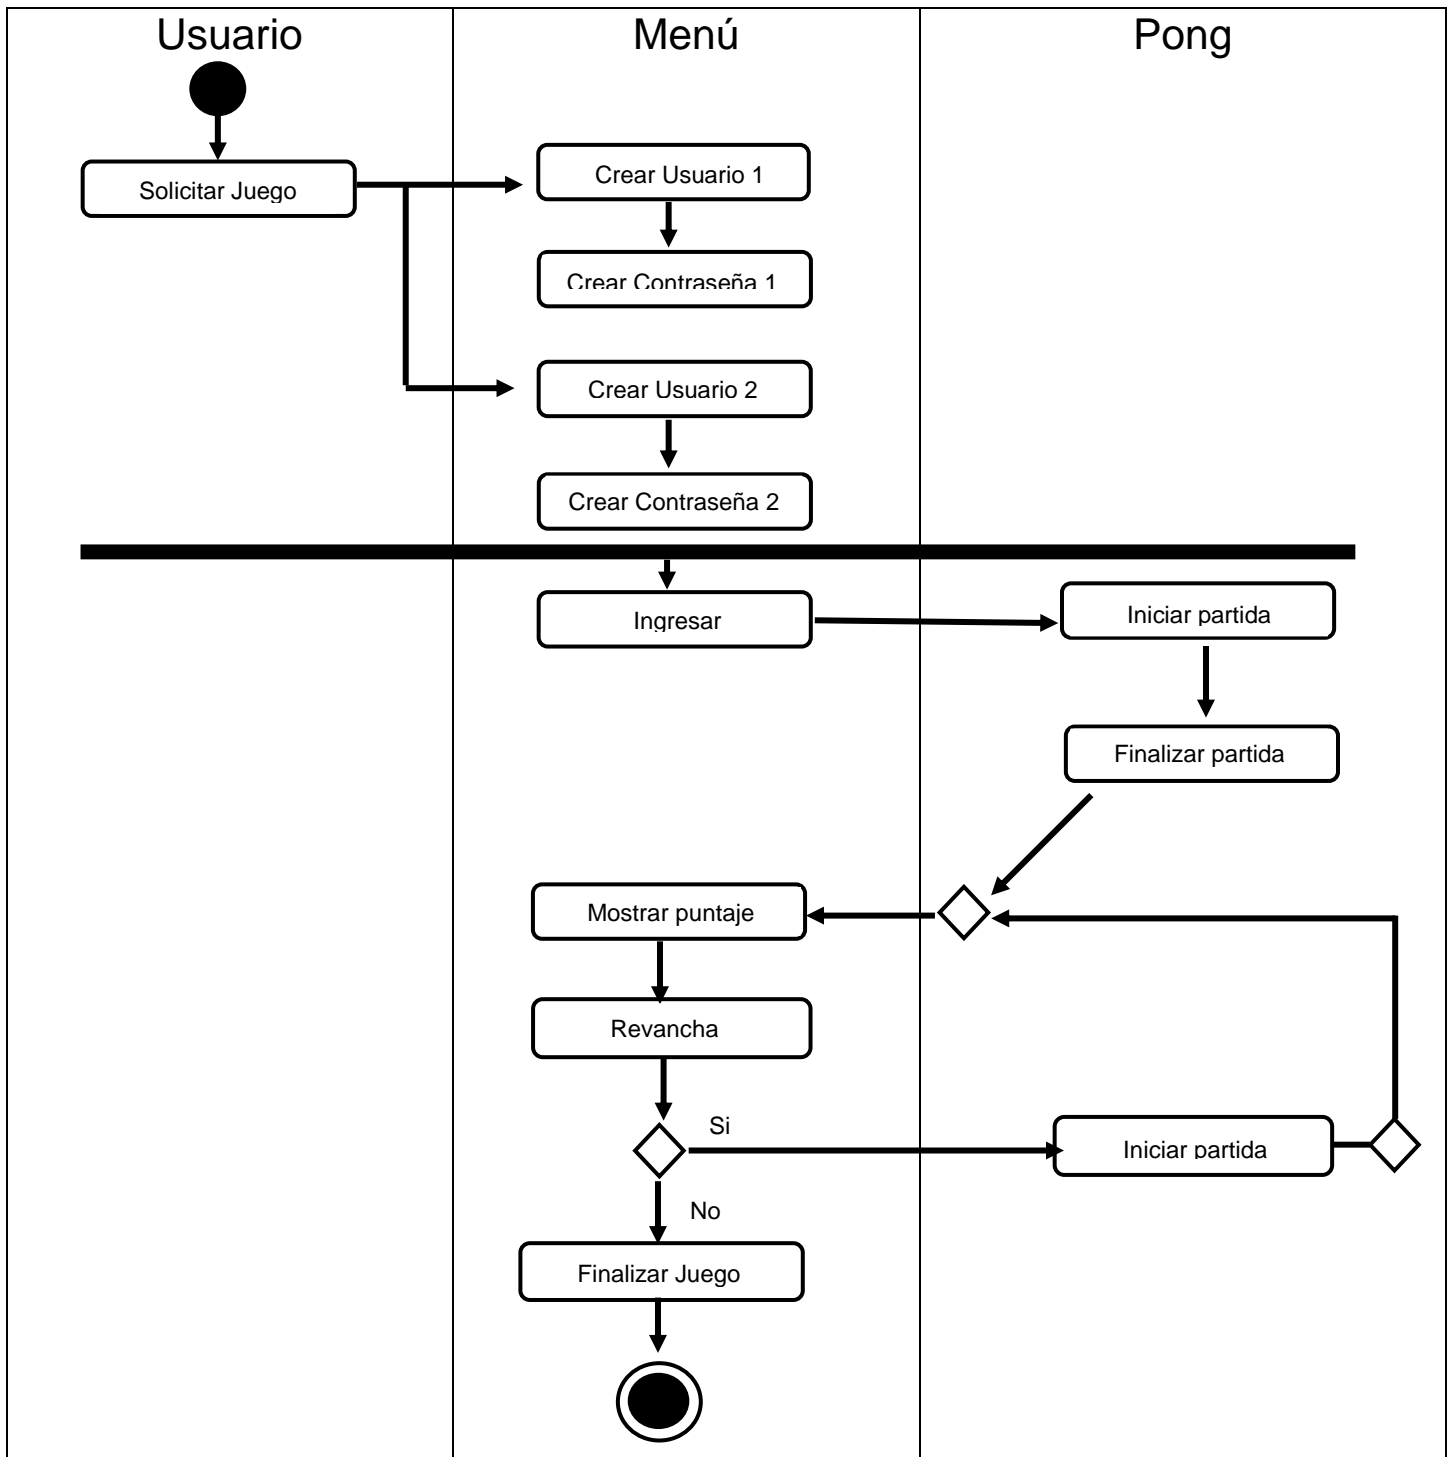 Usuario
Menú
Pong
Solicitar Juego
Crear Usuario 1
Crear Contraseña 1
Crear Usuario 2
Crear Contraseña 2
Ingresar
Iniciar partida
Finalizar partida
Mostrar puntaje
Revancha
Si
Iniciar partida
No
Finalizar Juego